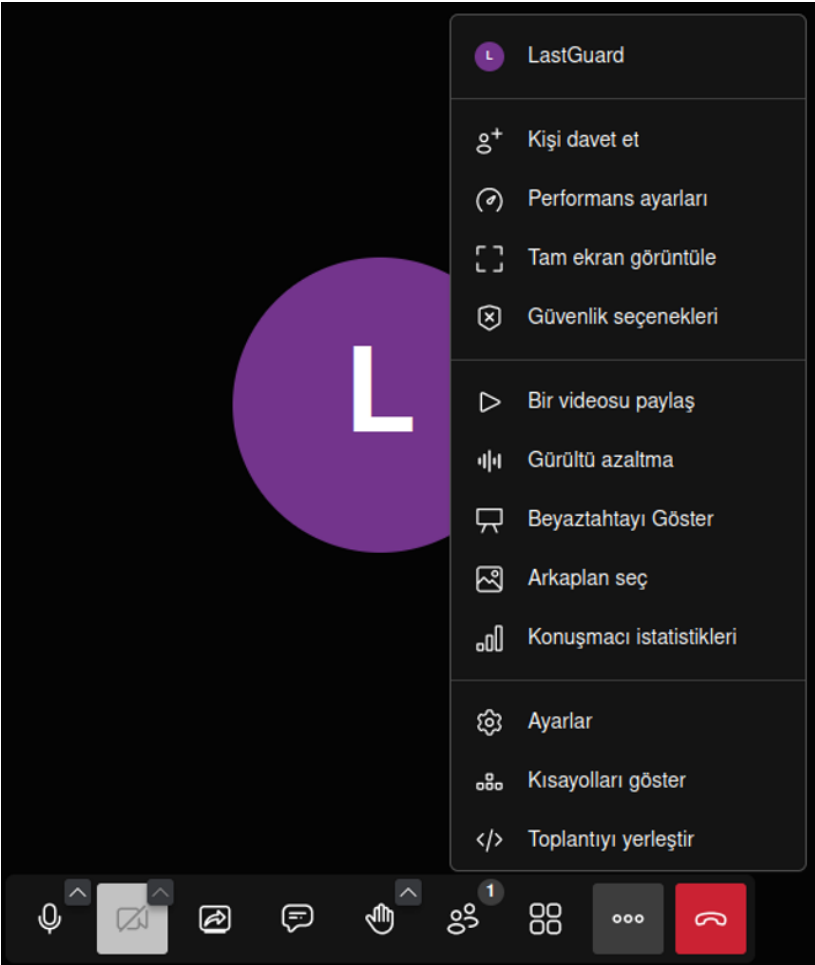 L LastGuard
Kişi davet et
Performans ayarları
Tam ekran görüntüle
Güvenlik seçenekleri
L
Bir videosu paylaş
Gürültü azaltma
Beyaztahtayı Göster
Arkaplan seç
Konuşmacı istatistikleri
Ayarlar
Kısayolları göster
Toplantıyı yerleştir
1